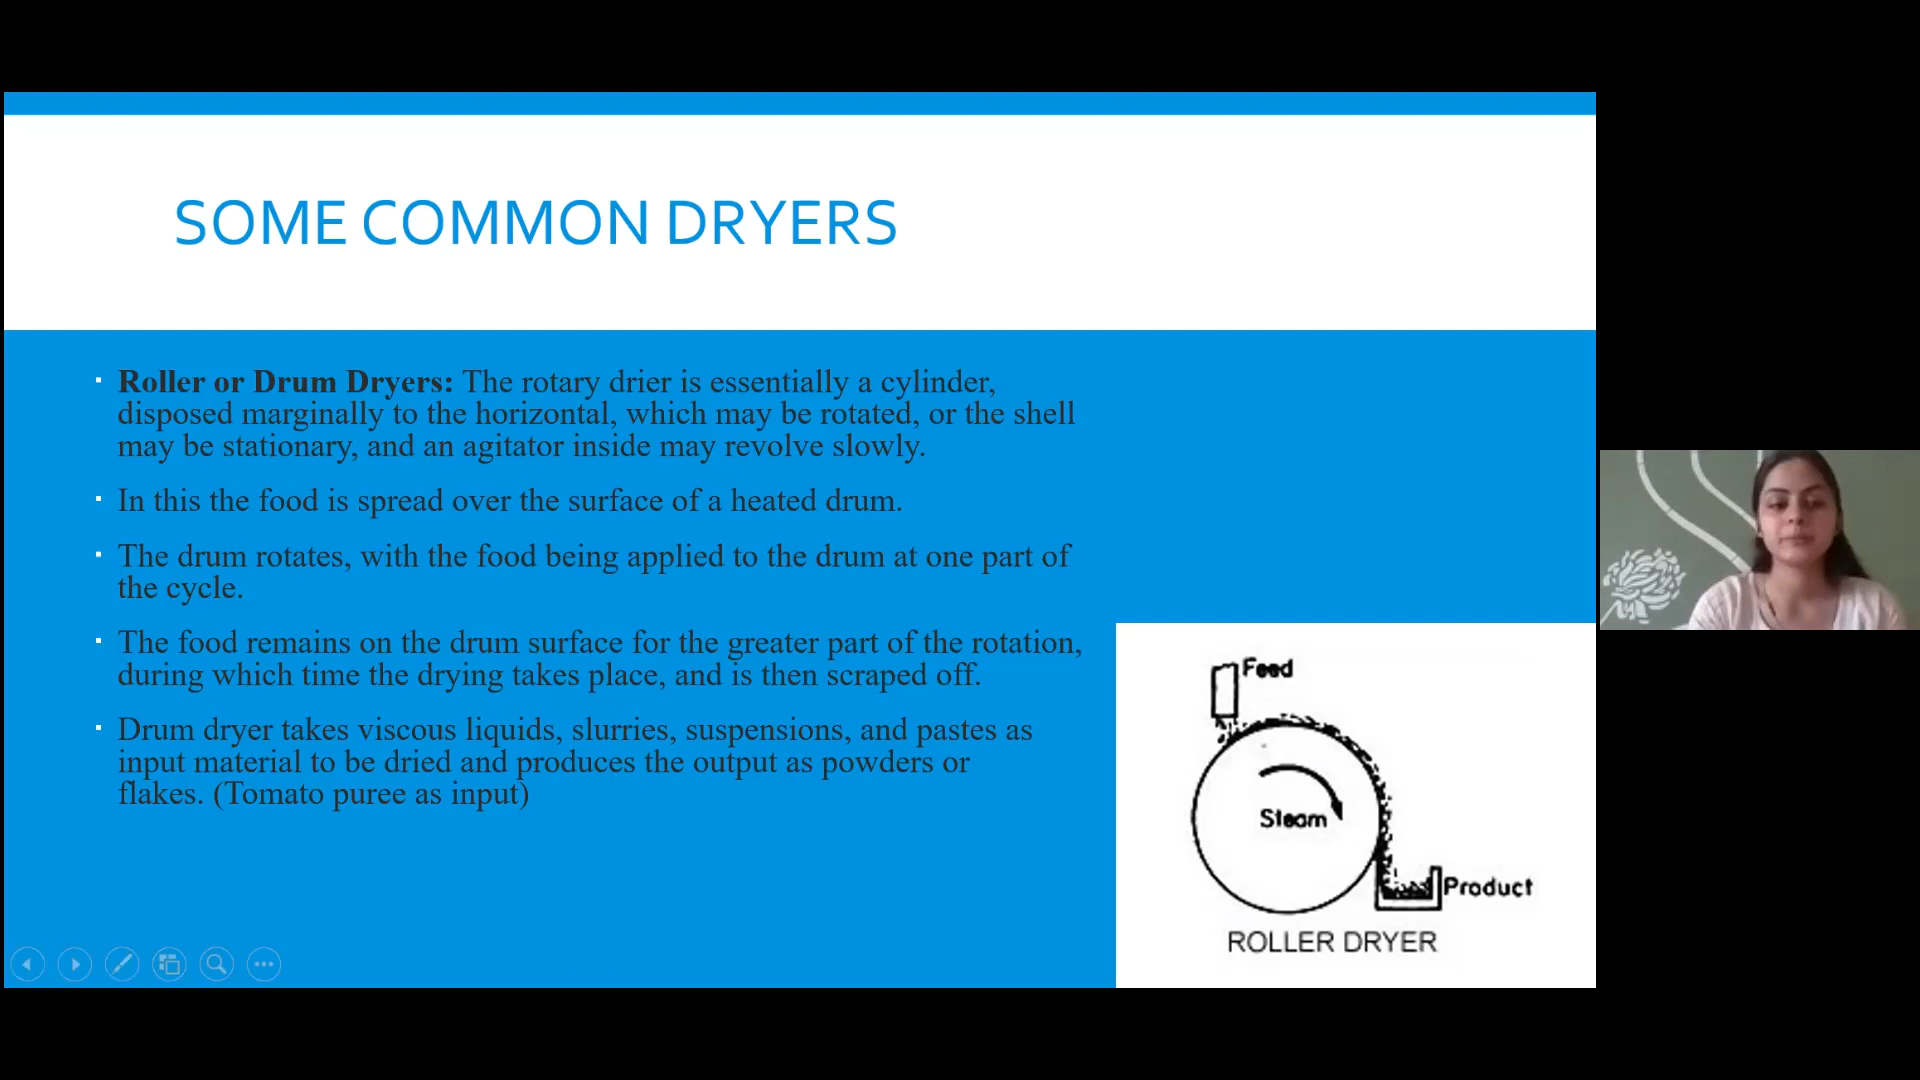 SOME COMMON DRYERS
▪ Roller or Drum Dryers: The rotary drier is essentially a cylinder,
disposed marginally to the horizontal, which may be rotated, or the shell
may be stationary, and an agitator inside may revolve slowly.
▪ In this the food is spread over the surface of a heated drum.
▪ The drum rotates, with the food being applied to the drum at one part of
the cycle.
▪ The food remains on the drum surface for the greater part of the rotation,
during which time the drying takes place, and is then scraped off.
▪ Drum dryer takes viscous liquids, slurries, suspensions, and pastes as
input material to be dried and produces the output as powders or
flakes. (Tomato puree as input)
Feed
Steam
Product
ROLLER DRYER